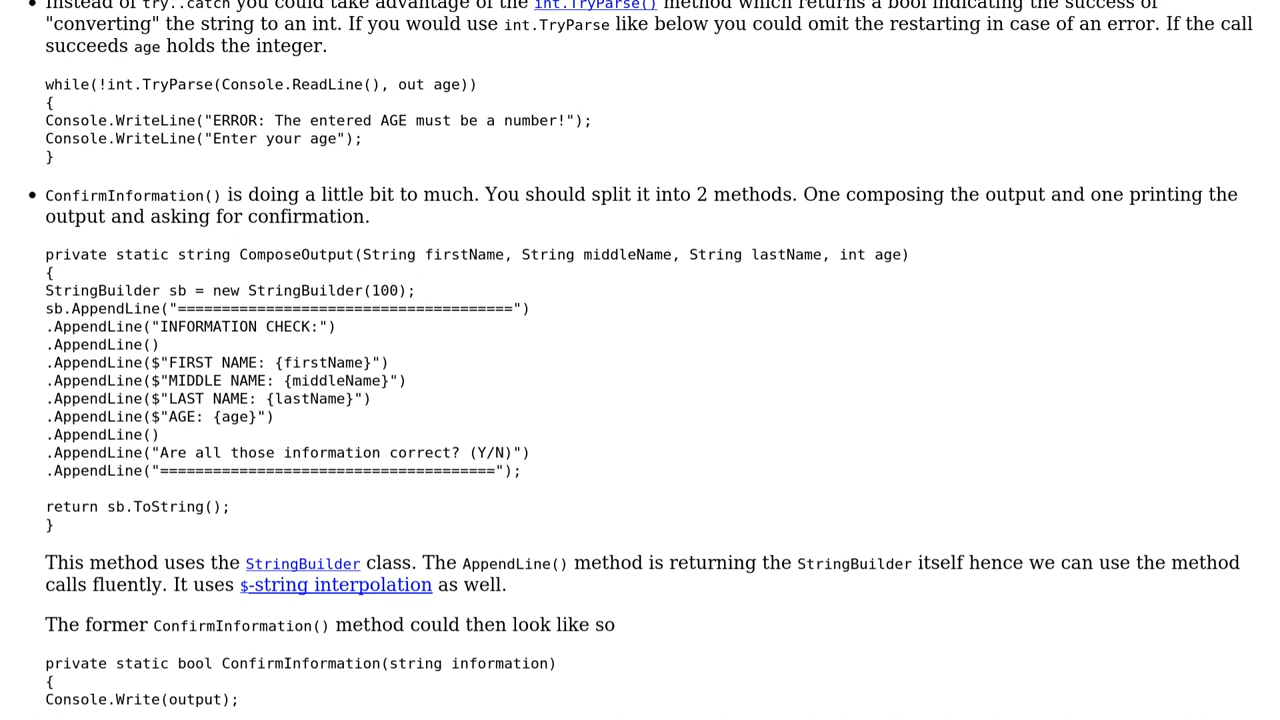 Instead of try..catch you could take advantage of the int.TryParse() method which returns a bool indicating the success of
"converting" the string to an int. If you would use int.TryParse like below you could omit the restarting in case of an error. If the call
succeeds age holds the integer.
while(!int.TryParse(Console.ReadLine(), out age))
{
Console.WriteLine("ERROR: The entered AGE must be a number!");
Console.WriteLine("Enter your age");
}
ConfirmInformation() is doing a little bit to much. You should split it into 2 methods. One composing the output and one printing the
output and asking for confirmation.
private static string ComposeOutput(String firstName, String middleName, String lastName, int age)
{
StringBuilder sb = new StringBuilder(100);
sb.AppendLine("======================================")
.AppendLine("INFORMATION CHECK:")
.AppendLine()
.AppendLine($"FIRST NAME: {firstName}")
.AppendLine($"MIDDLE NAME: {middleName}")
.AppendLine($"LAST NAME: {lastName}")
.AppendLine($"AGE: {age}")
.AppendLine()
.AppendLine("Are all those information correct? (Y/N)")
.AppendLine("======================================");
return sb.ToString();
}
This method uses the StringBuilder class. The AppendLine() method is returning the StringBuilder itself hence we can use the method
calls fluently. It uses $-string interpolation as well.
The former ConfirmInformation() method could then look like so
private static bool ConfirmInformation(string information)
{
Console.Write(output);